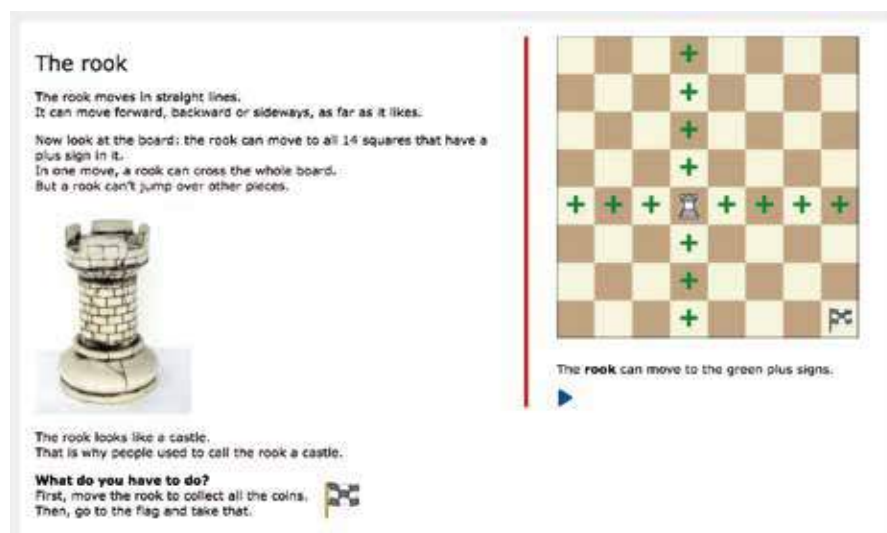 The rook
The rook moves in straight lines.
It can move forward, backward or sideways, as far as it likes.
Now look at the board: the rook can move to all 14 squares that have a
plus sign in it.
In one move, a rook can cross the whole board.
But a rook can't jump over other pieces.
The rook looks like a castle.
That is why people used to call the rook a castle.
What do you have to do?
First, move the rook to collect all the coins.
Then, go to the flag and take that.
The rook can move to the green plus signs.